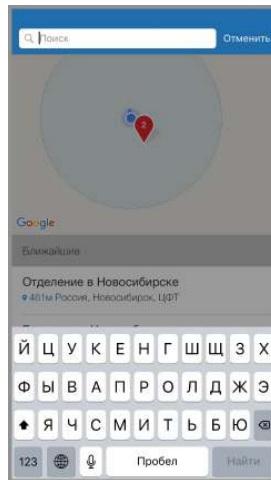 Поиск
Отменить
2
Google
Ближайшие
Отделение в Новосибирске
461м Россия, Новосибирск, ЦФТ
Й Ц У К Е Н Г Ш Щ З Х
Ф Ы В А П Р О Л Д Ж Э
Я Ч С М И Т Ь Б Ю
123 Пробел Найти